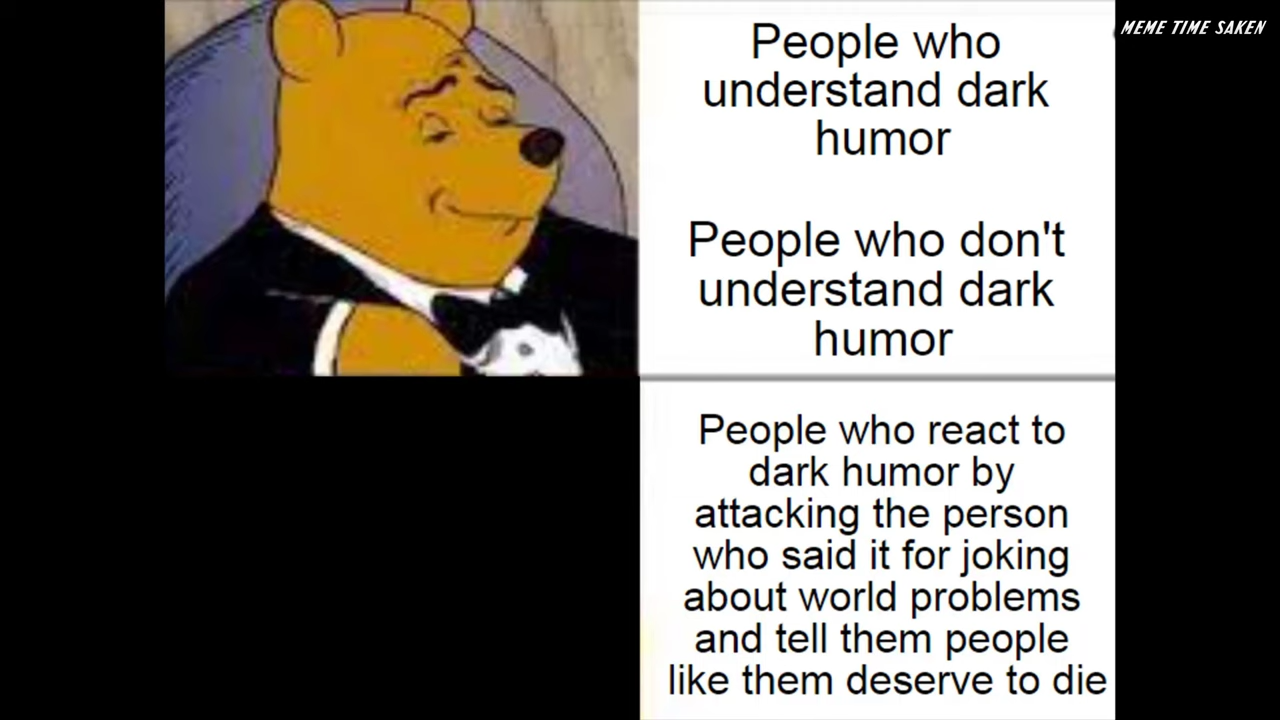 MEME TIME SAKEN
People who
understand dark
humor
People who don't
understand dark
humor
People who react to
dark humor by
attacking the person
who said it for joking
about world problems
and tell them people
like them deserve to die